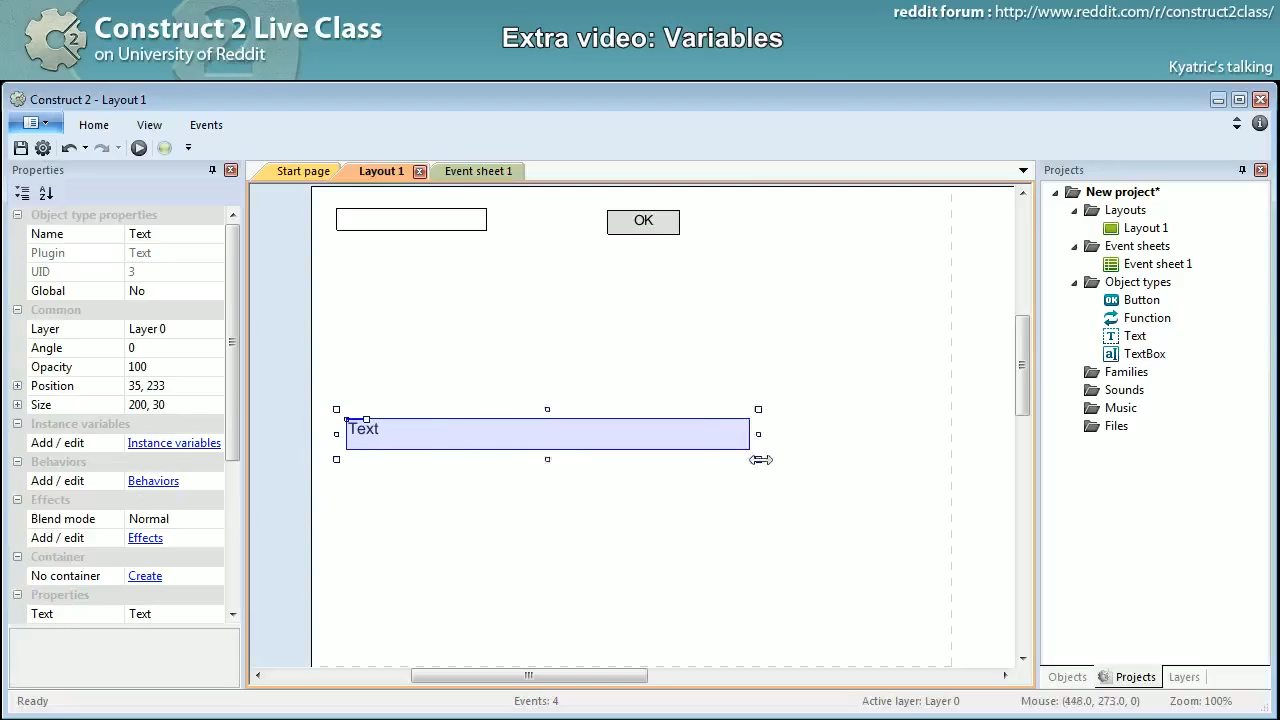 reddit forum : http://www.reddit.com/r/construct2class/
Construct 2 Live Class
on University of Reddit
Extra video: Variables
Kyatric's talking
Construct 2 - Layout 1
Home View Events
Properties
Start page Layout 1 Event sheet 1
Projects
Object type properties
Name Text
Plugin Text
UID 3
Global No
Common
Layer Layer 0
Angle 0
Opacity 100
Position 35, 233
Size 200, 30
Instance variables
Add / edit Instance variables
Behaviors
Add / edit Behaviors
Effects
Blend mode Normal
Add / edit Effects
Container
No container Create
Properties
Text Text
OK
Text
New project*
Layouts
Layout 1
Event sheets
Event sheet 1
Object types
Button
Function
Text
TextBox
Families
Sounds
Music
Files
Objects Projects Layers
Ready Events: 4 Active layer: Layer 0 Mouse: (448.0, 273.0, 0) Zoom: 100%